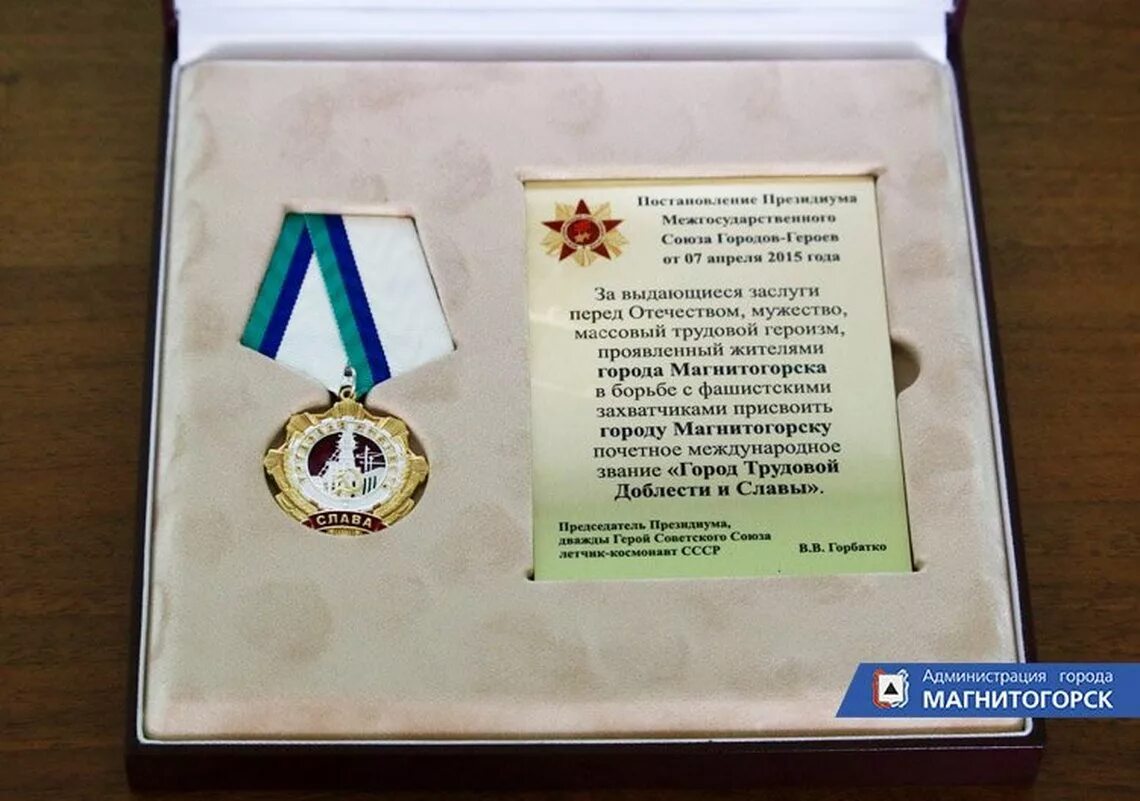 СЛАВА
Постановление Президиума
Межгосударственного
Союза Городов-Героев
от 07 апреля 2015 года
За выдающиеся заслуги
перед Отечеством, мужество,
массовый трудовой героизм,
проявленный жителями
города Магнитогорска
в борьбе с фашистскими
захватчиками присвоить
городу Магнитогорску
почетное международное
звание «Город Трудовой
Доблести и Славы».
Председатель Президиума,
дважды Герой Советского Союза
летчик-космонавт СССР В.В. Горбатко
Администрация города
МАГНИТОГОРСК